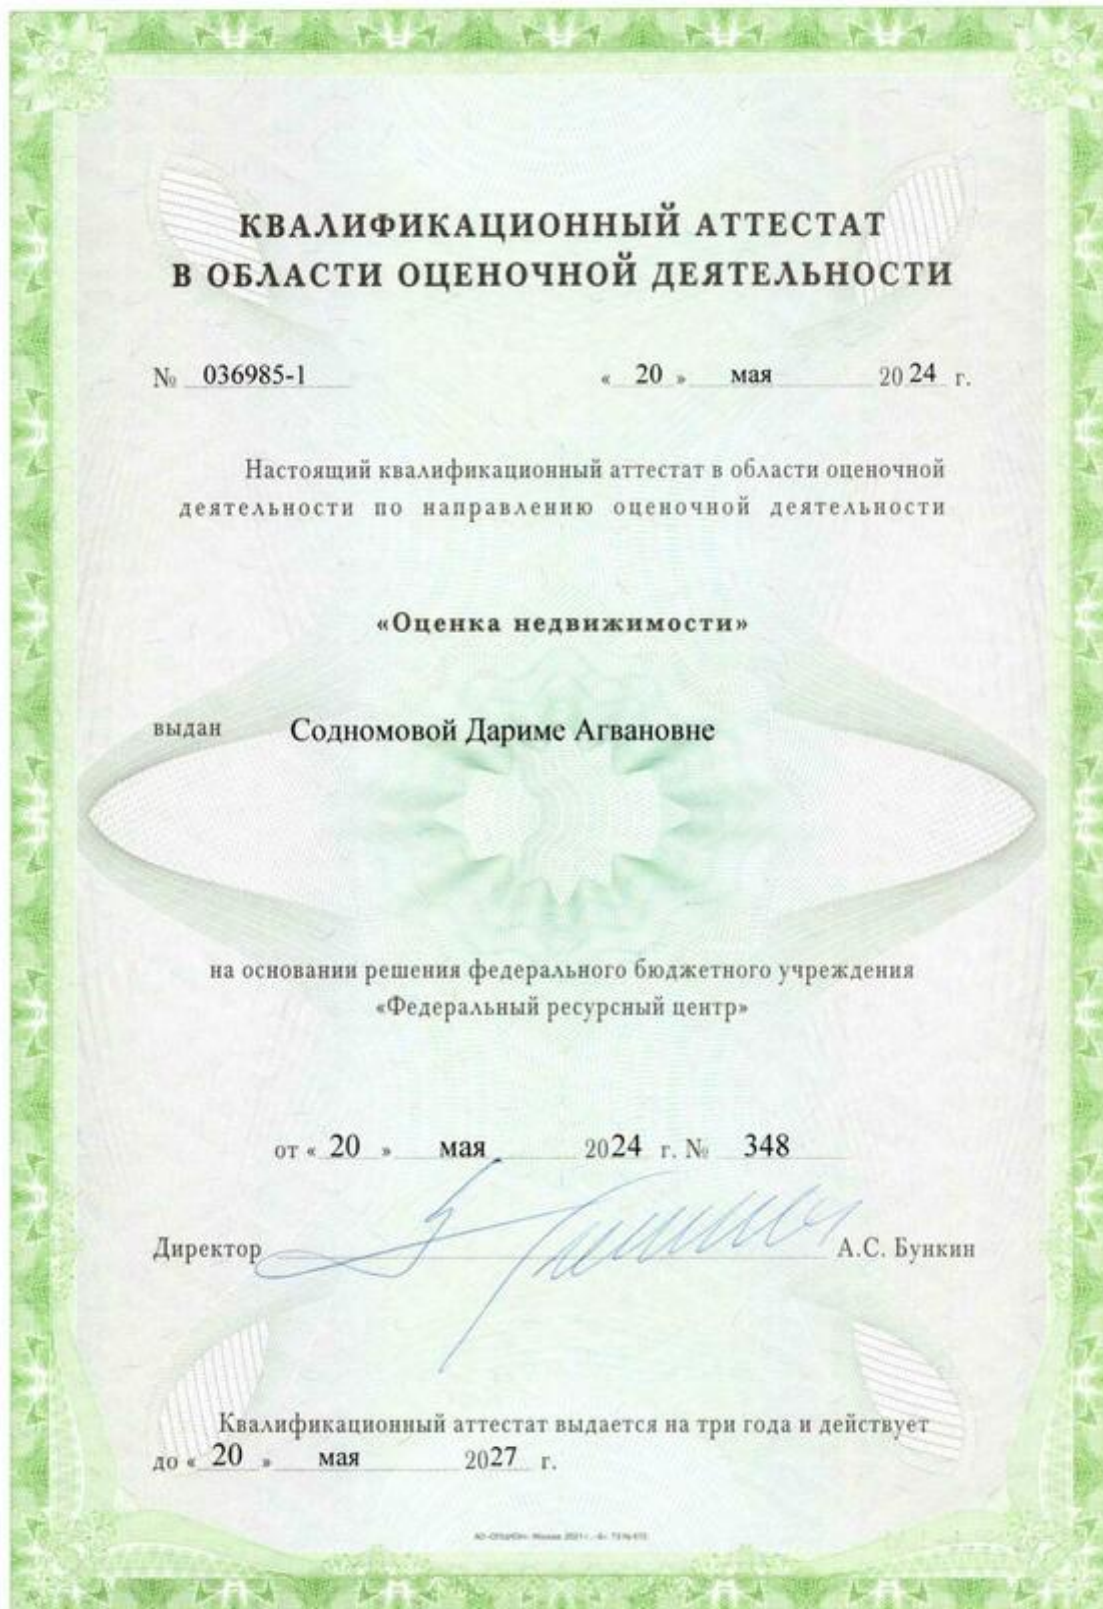 КВАЛИФИКАЦИОННЫЙ АТТЕСТАТ
В ОБЛАСТИ ОЦЕНОЧНОЙ ДЕЯТЕЛЬНОСТИ
№ 036985-1 « 20 » мая 2024 г.
Настоящий квалификационный аттестат в области оценочной
деятельности по направлению оценочной деятельности
«Оценка недвижимости»
выдан Содномовой Дариме Агвановне
на основании решения федерального бюджетного учреждения
«Федеральный ресурсный центр»
от « 20 » мая 2024 г. № 348
Директор А.С. Бункин
Квалификационный аттестат выдается на три года и действует
до « 20 » мая 2027 г.